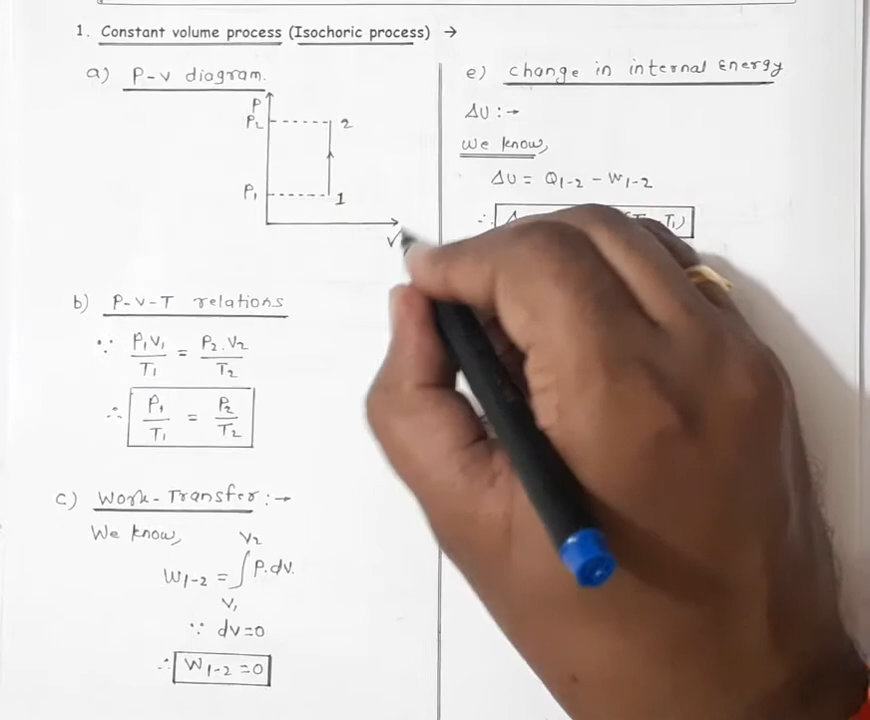 1. Constant volume process (Isochoric process) →
a) P-V diagram.
P
P2
2
P1
1
V
b) P-V-T relations
∵ P1V1/T1 = P2.V2/T2
∴ P1/T1 = P2/T2
c) Work-Transfer :→
We know,
W1-2 = ∫V1V2 P.dv.
∵ dv=0
∴ W1-2 =0
e) change in internal Energy
ΔU :→
We know,
ΔU = Q1-2 - W1-2
∴ T1)